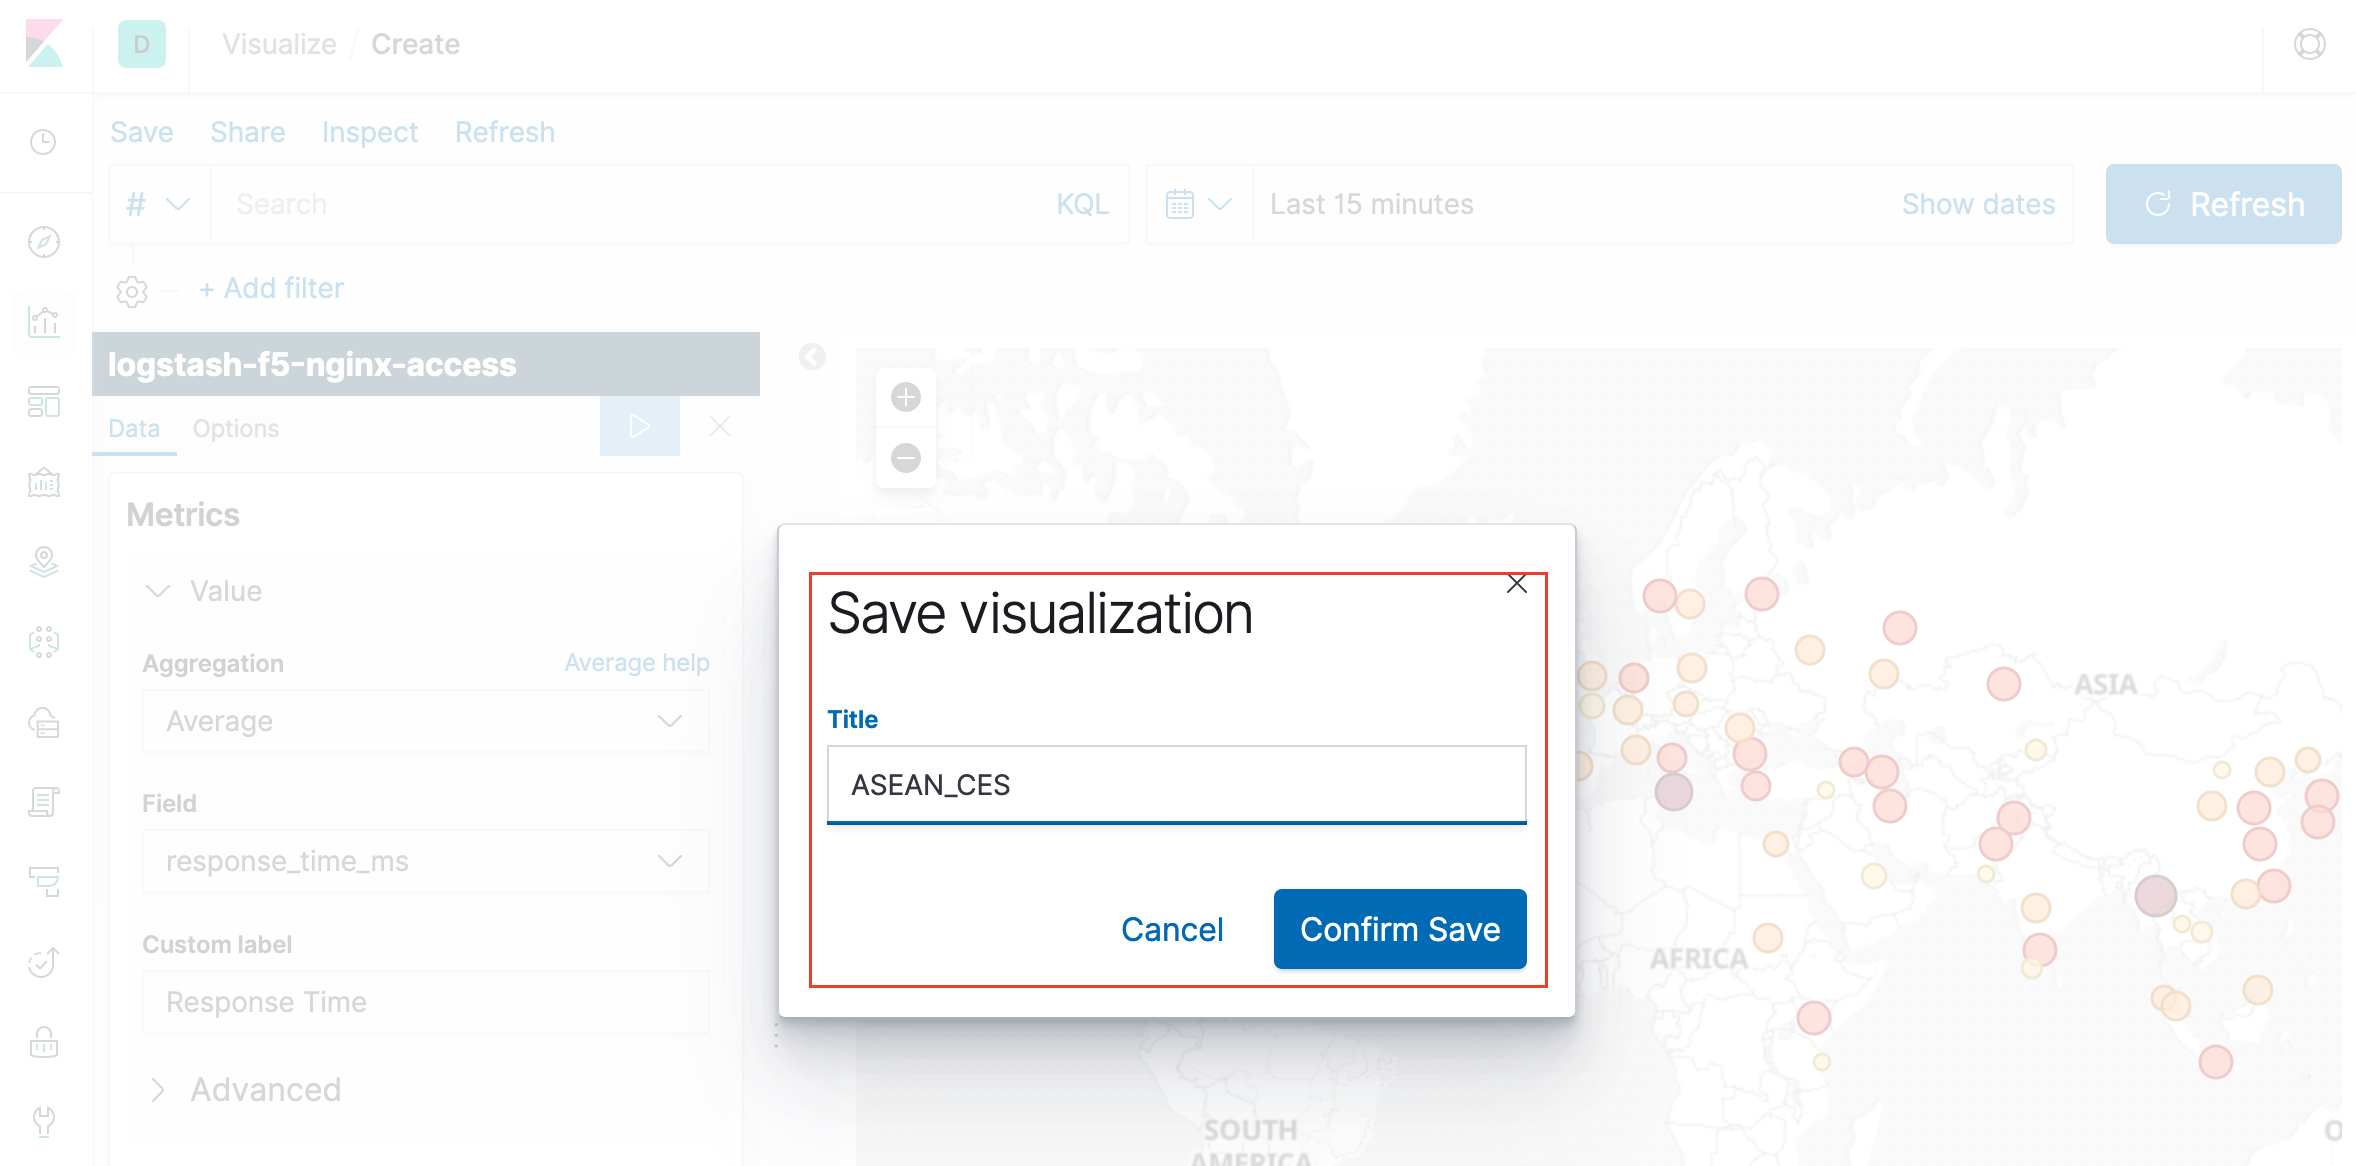 D
Visualize / Create
Save Share Inspect Refresh
# Search KQL
Last 15 minutes Show dates
Refresh
+ Add filter
logstash-f5-nginx-access
Data Options
Metrics
Value
Aggregation Average help
Average
Field
response_time_ms
Custom label
Response Time
Advanced
Save visualization
Title
ASEAN_CES
Cancel Confirm Save
ASIA
AFRICA
SOUTH
AMERICA
O